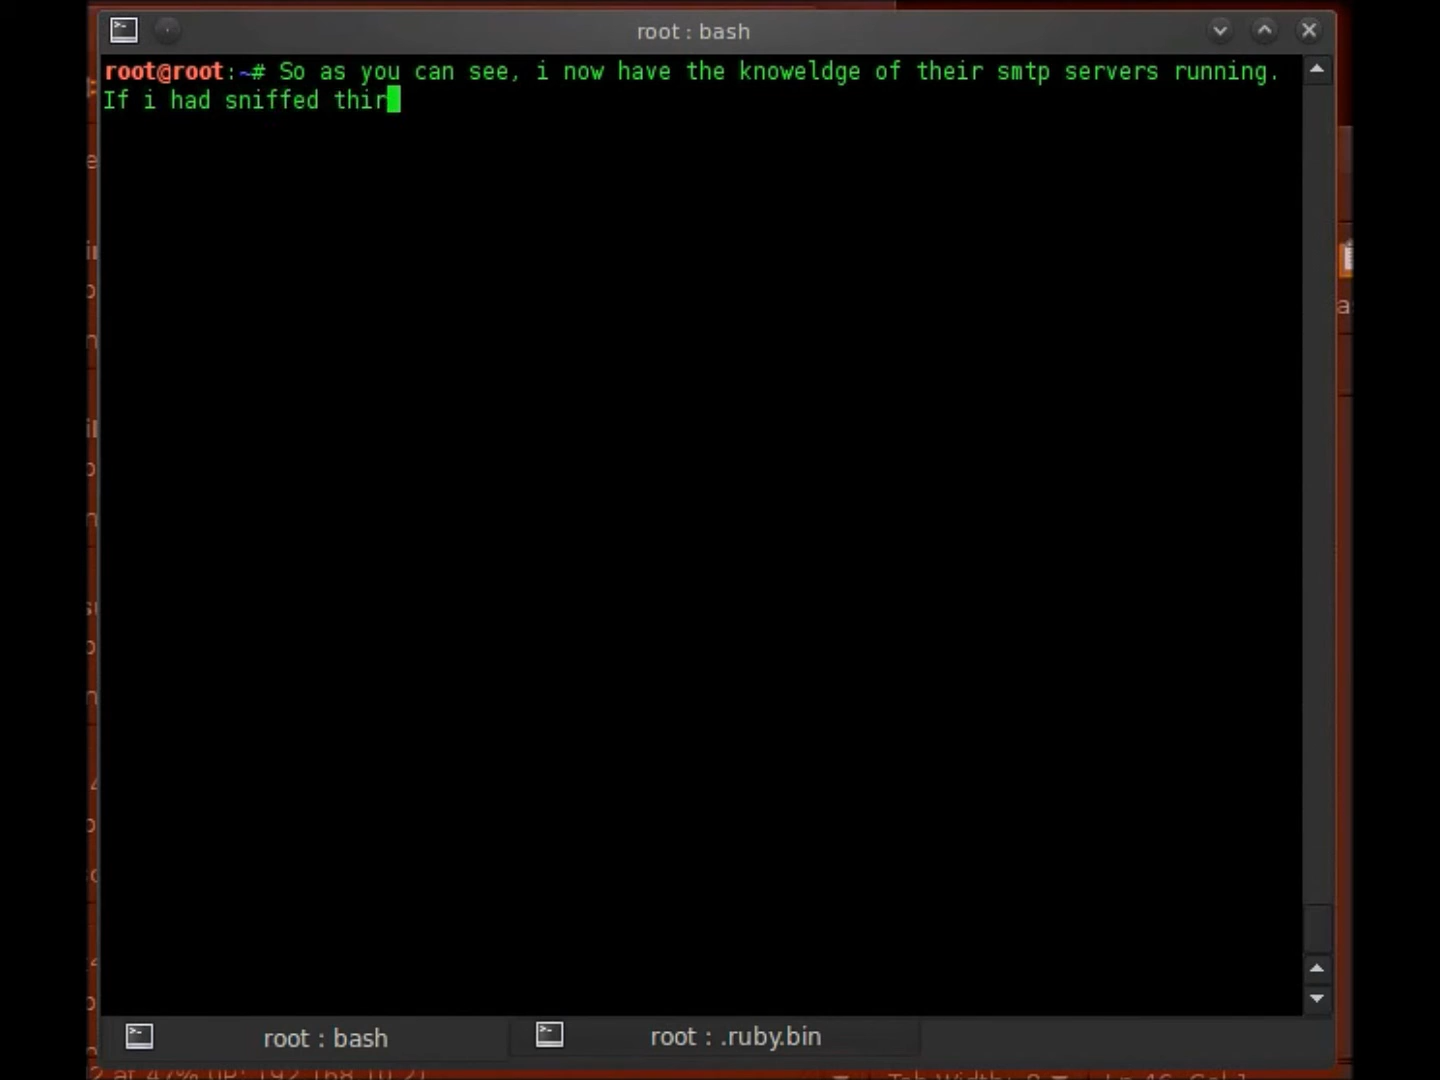 root : bash
root@root:~# So as you can see, i now have the knoweldge of their smtp servers running.
If i had sniffed thir
root : bash
root : .ruby.bin